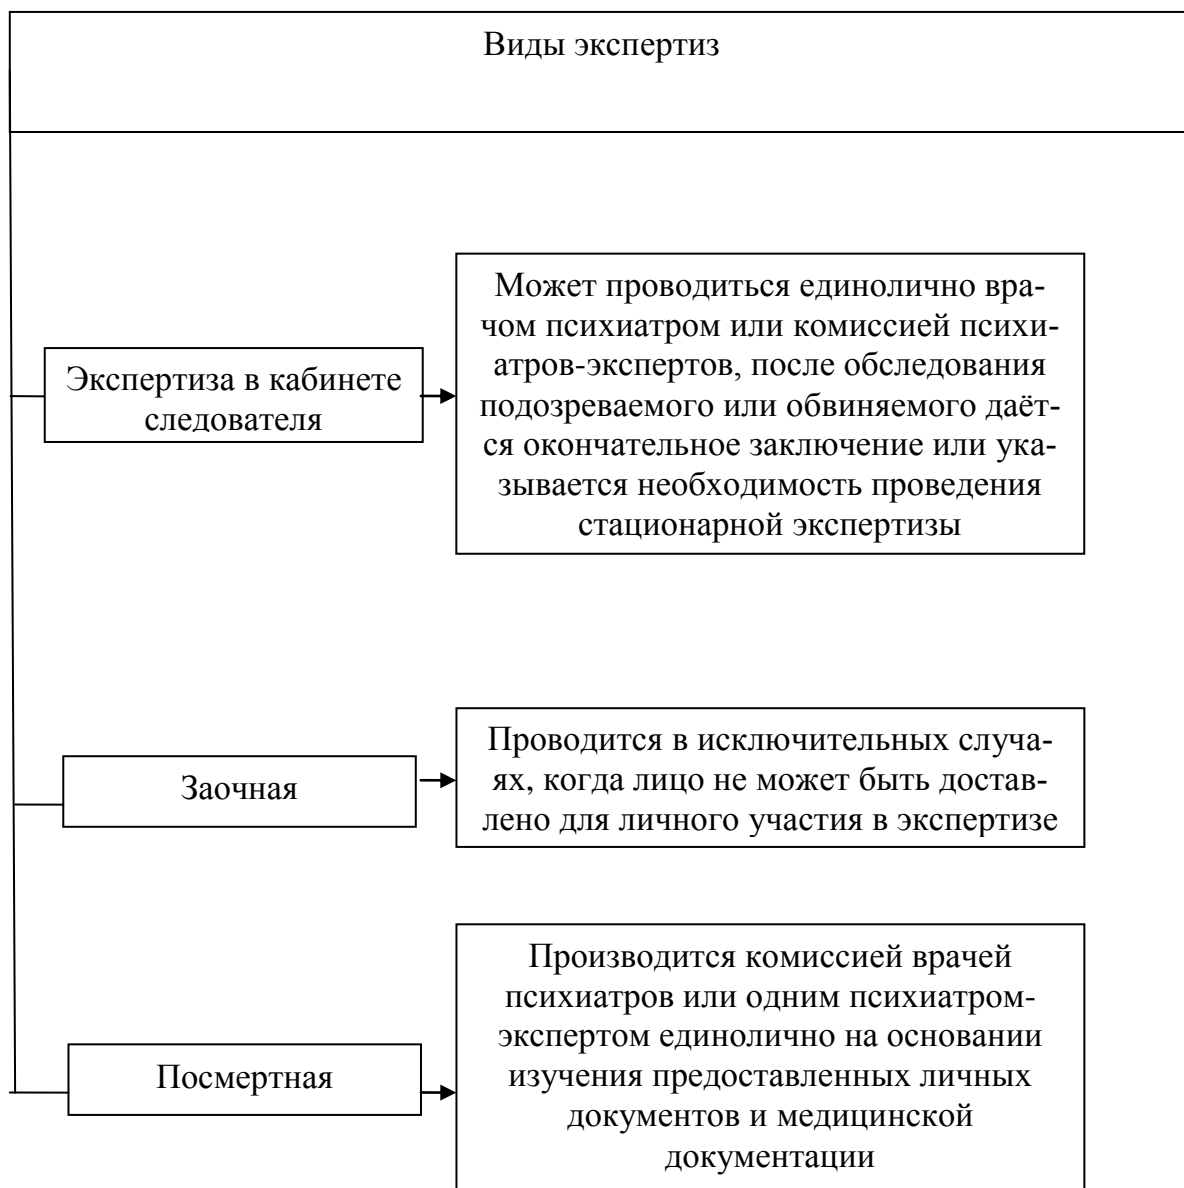 Виды экспертиз
Экспертиза в кабинете
следователя
Может проводиться единолично вра-
чом психиатром или комиссией психи-
атров-экспертов, после обследования
подозреваемого или обвиняемого даёт-
ся окончательное заключение или ука-
зывается необходимость проведения
стационарной экспертизы
Заочная
Проводится в исключительных случа-
ях, когда лицо не может быть достав-
лено для личного участия в экспертизе
Посмертная
Производится комиссией врачей
психиатров или одним психиатром-
экспертом единолично на основании
изучения предоставленных личных
документов и медицинской
документации